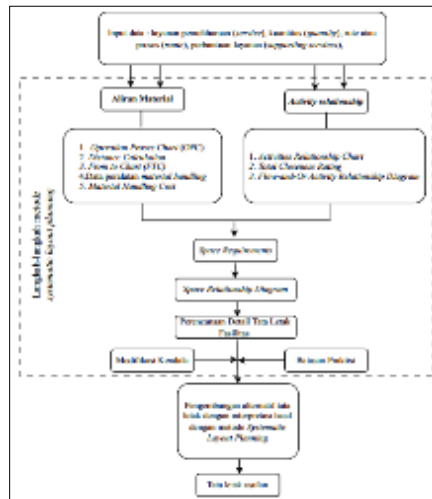 Input data : layanan pemeliharaan (service), kuantitas (quantity), rute atau
proses (route), perbantuan layanan (supporting services),
Aliran Material
Activity relationship
1. Operation Process Chart (OPC)
2. Distance Calculation
3. From to Chart (FTC)
4. Data peralatan material handling
5. Material Handling Cost
1. Activities Relationship Chart
2. Total Closeness Rating
3. Flow-and-Or Activity Relationship Diagram
Langkah-langkah metode
systematic layout planning
Space Requirements
Space Relationship Diagram
Perencanaan Detail Tata Letak
Fasilitas
Modifikasi Kendala
Batasan Praktis
Pengembangan alternatif tata
letak dengan interpretasi hasil
dengan metode Systematic
Layout Planning
Tata letak usulan